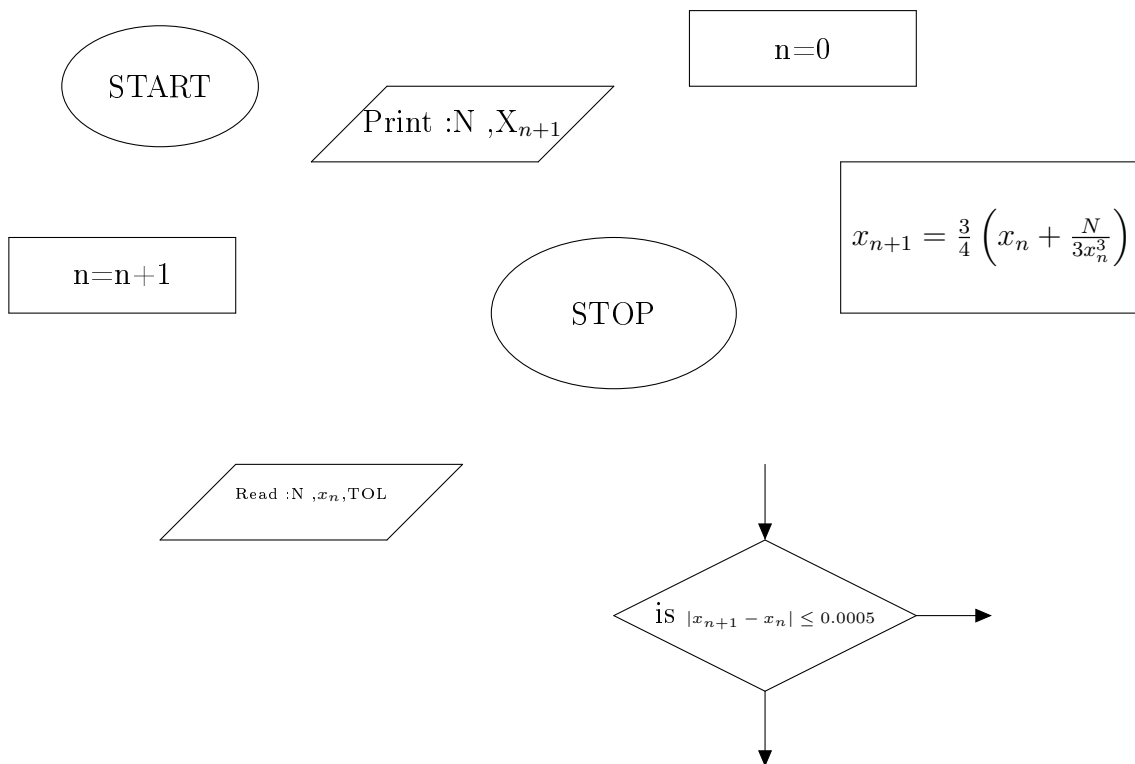 n=0
START
Print :N ,X_{n+1}
x_{n+1} = \frac{3}{4} \left( x_n + \frac{N}{3x_n^3} \right)
n=n+1
STOP
Read :N ,x_n,TOL
is |x_{n+1} − x_n| ≤ 0.0005